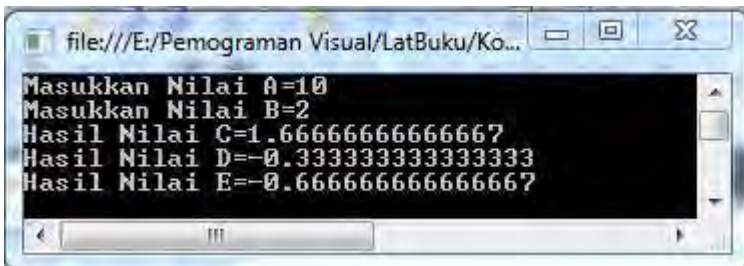 file:///E:/Pemograman Visual/LatBuku/Ko...
Masukkan Nilai A=10
Masukkan Nilai B=2
Hasil Nilai C=1.66666666666667
Hasil Nilai D=-0.333333333333333
Hasil Nilai E=-0.666666666666667